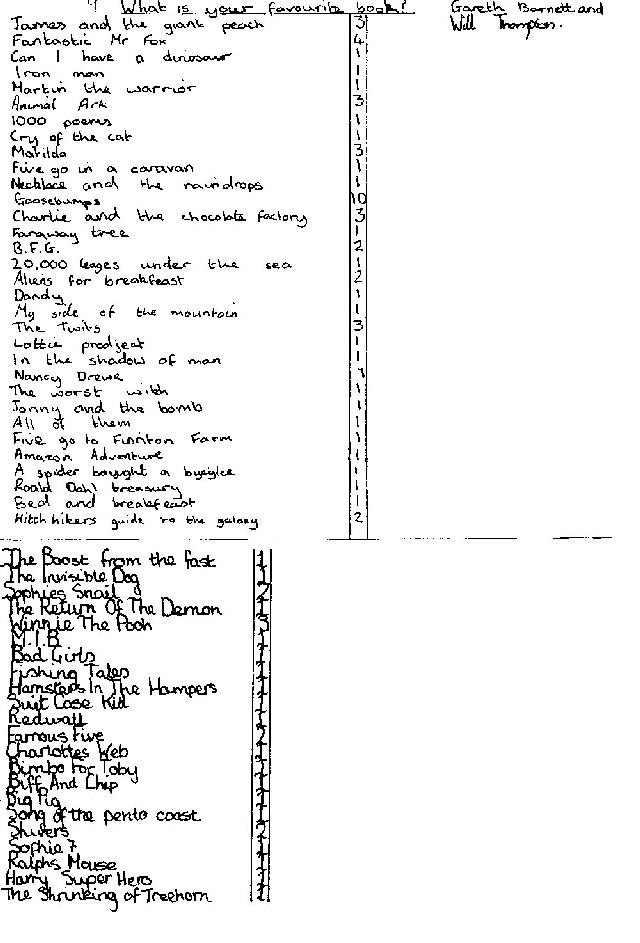 What is your favourite book! Gareth Barnett and
Will Thompton.
James and the giant peach 3
Fantastic Mr Fox 4
Can I have a dinosaur 1
Iron man 1
Martin the warrior 1
Animal Ark 3
1000 poems 1
Cry of the cat 1
Matilda 3
Five go in a caravan 1
Necklace and the raindrops 1
Goosebumps 10
Charlie and the chocolate factory 3
Faraway tree 1
B.F.G. 2
20,000 leages under the sea 1
Aliens for breakfeast 2
Dandy 1
My side of the mountain 1
The Twits 3
Lottie prodject 1
In the shadow of man 1
Nancy Drewe 1
The worst with 1
Jonny and the bomb 1
All of them 1
Five go to Finnton Farm 1
Amazon Adventure 1
A spider bought a 1
Roald Dahl treasury 1
Bed and breakfeast 1
Hitch hikers guide to the galaxy 2
The Boost from the fast 1
The Invisible Dog 1
Sophies Snail 2
The Return Of The Demon 1
Winnie The Pooh 3
M.I.B 1
Bad Girls 1
Fishing Tales 1
Hamsters In The Hampers 1
Suit Case Kid 1
Redwall 1
Famous Five 2
Charlottes Web 1
Bimbo For Toby 1
Biff And Chip 1
Big Pig 1
Song of the pento coast 1
Shivers 2
Sophie 7 1
Ralphs Mouse 1
Harry Super Hero 1
The Shrinking of Treehorn 1